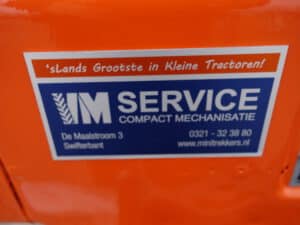 'sLands Grootste in Kleine Tractoren!
IM SERVICE
COMPACT MECHANISATIE
De Maalstroom 3 0321 - 32 38 80
Swifterbant www.minitrekkers.nl